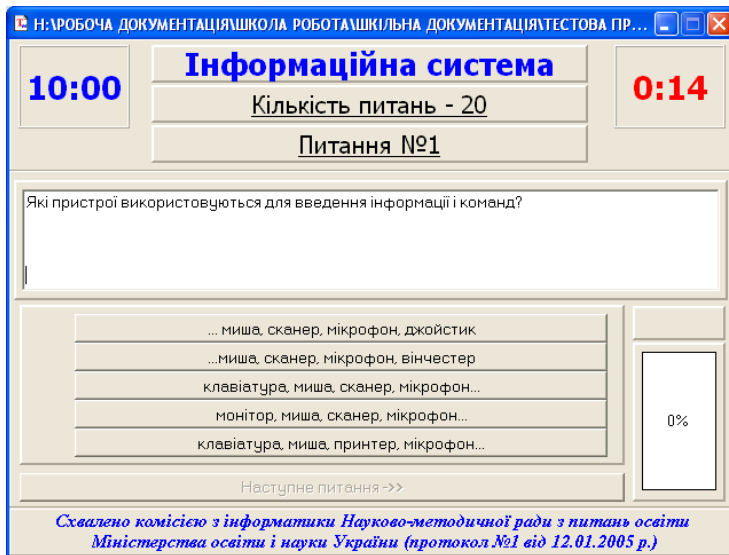 Н:\РОБОЧА ДОКУМЕНТАЦІЯ\ШКОЛА РОБОТА\ШКІЛЬНА ДОКУМЕНТАЦІЯ\ТЕСТОВА ПР...
10:00
Інформаційна система
0:14
Кількість питань - 20
Питання №1
Які пристрої використовуються для введення інформації і команд?
... миша, сканер, мікрофон, джойстик
...миша, сканер, мікрофон, вінчестер
клавіатура, миша, сканер, мікрофон...
монітор, миша, сканер, мікрофон...
клавіатура, миша, принтер, мікрофон...
0%
Наступне питання ->>
Схвалено комісією з інформатики Науково-методичної ради з питань освіти
Міністерства освіти і науки України (протокол №1 від 12.01.2005 р.)